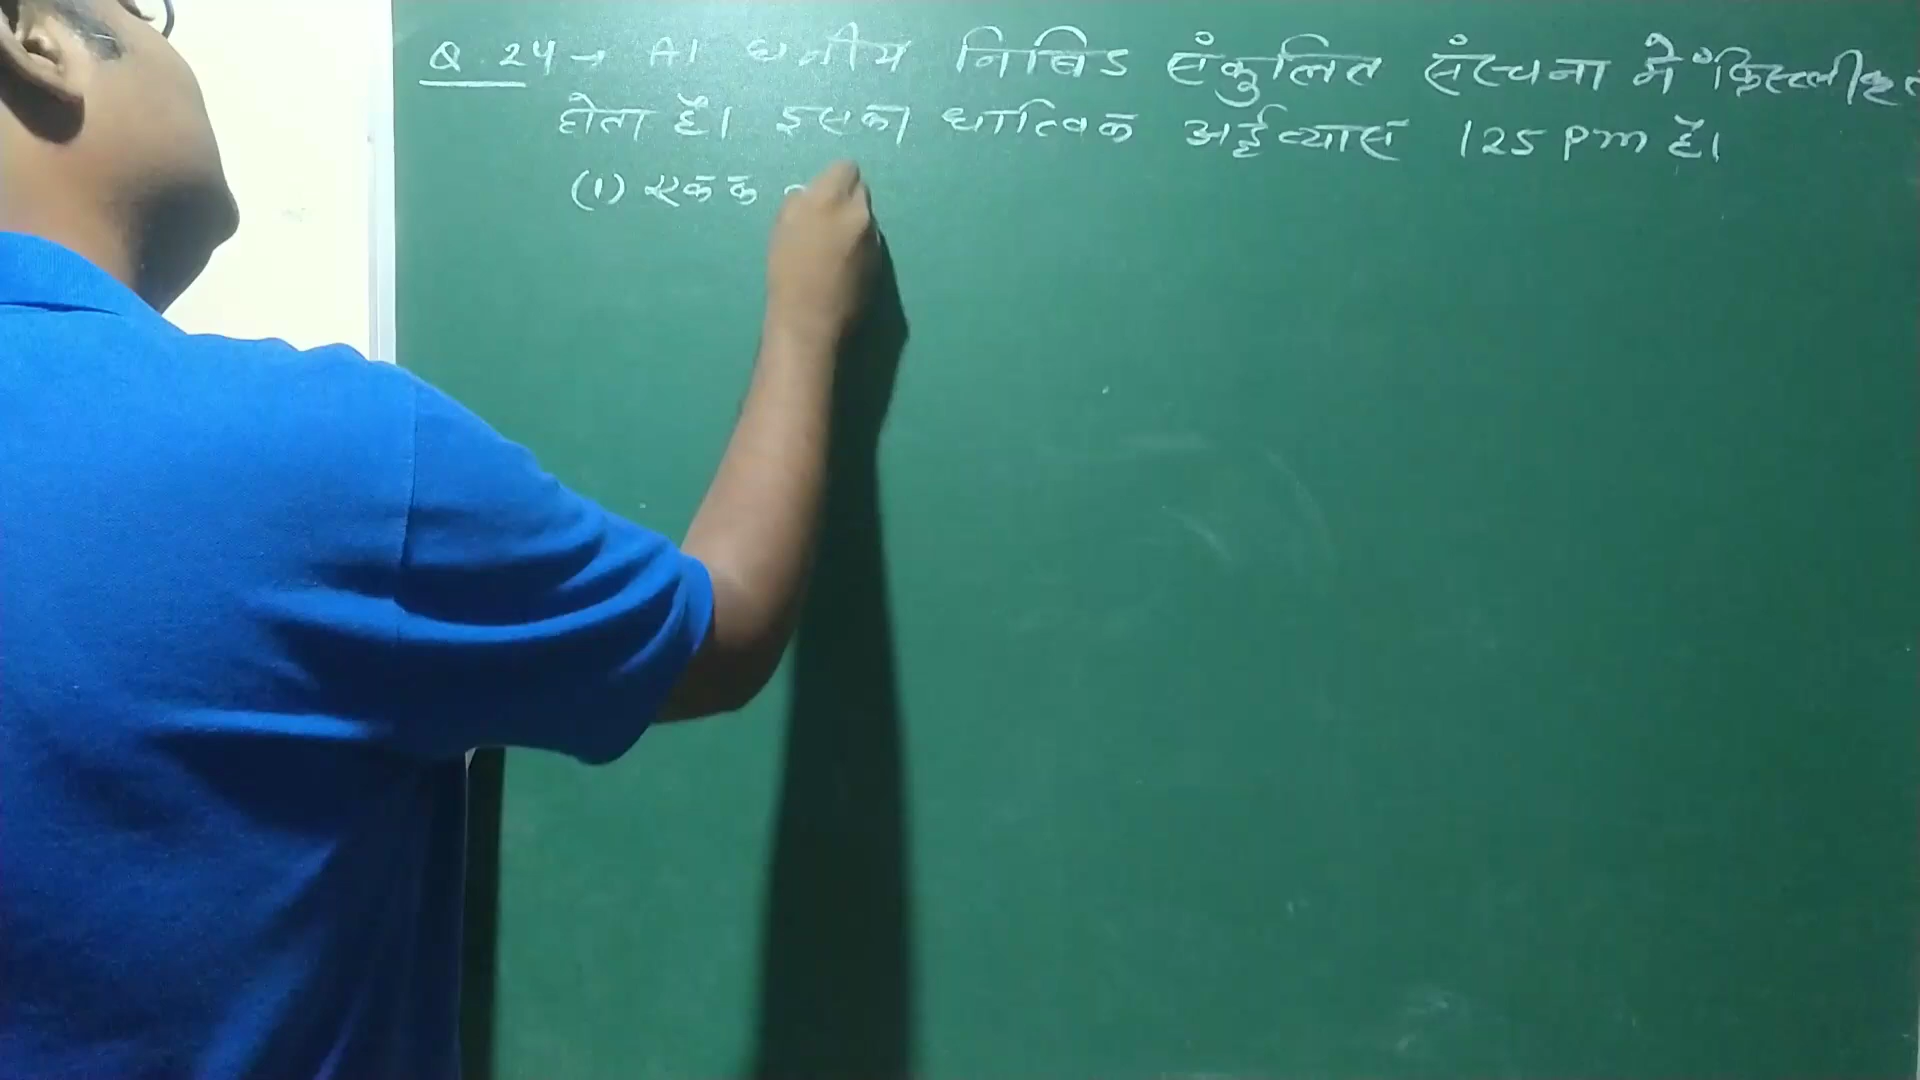 Q.24→ Al घनीय निबिड संकुलित संरचना में क्रिस्टलीकृत
होता है। इसका धात्विक अर्द्धव्यास 125 pm है।
(1) एकक